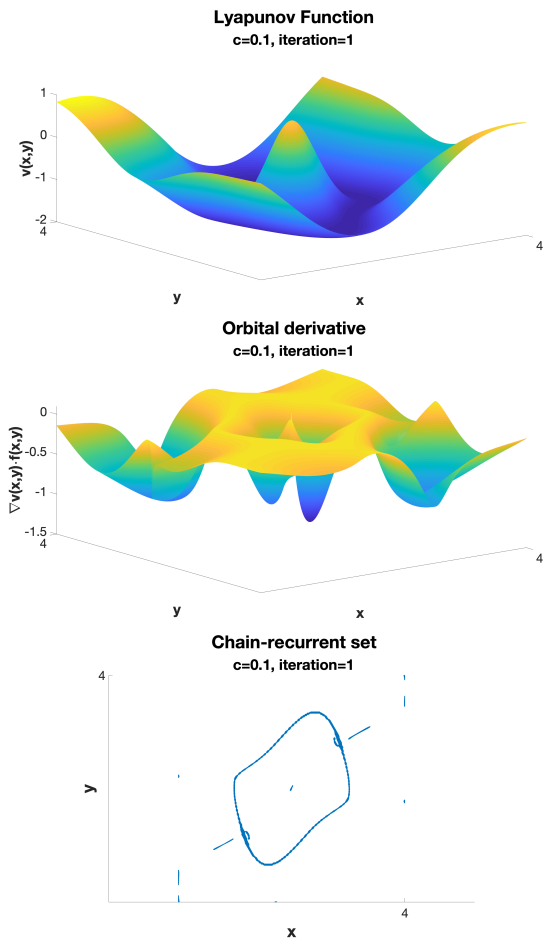 Lyapunov Function
c=0.1, iteration=1
v(x,y)
1
0
-1
-2
4
4
y
x
Orbital derivative
c=0.1, iteration=1
∇v(x,y)·f(x,y)
0
-0.5
-1
-1.5
4
4
y
x
Chain-recurrent set
c=0.1, iteration=1
4
y
4
x